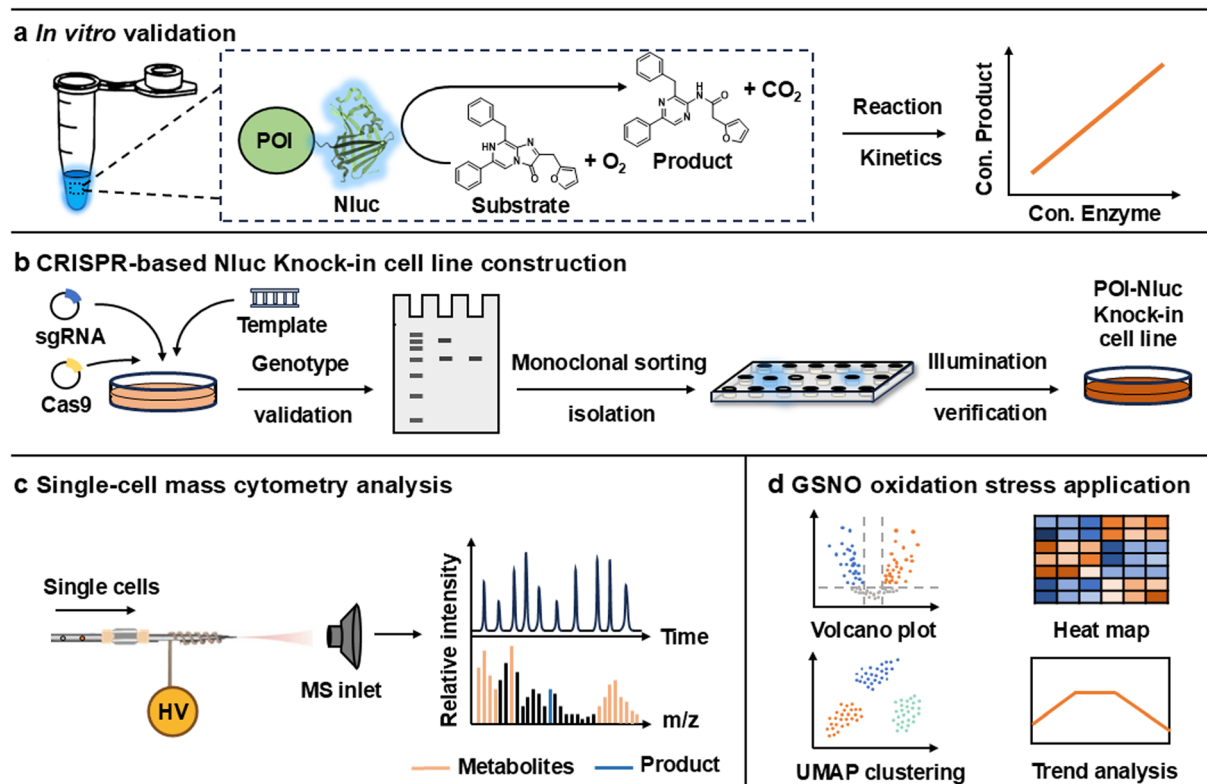 a In vitro validation
POI
Nluc
HN
N
N
O
O
Substrate
+ O2
N
N
H
N
O
O
Product
+ CO2
Reaction
Kinetics
Con. Product
Con. Enzyme
b CRISPR-based Nluc Knock-in cell line construction
sgRNA
Cas9
Template
Genotype
validation
Monoclonal sorting
isolation
Illumination
verification
POI-Nluc
Knock-in
cell line
c Single-cell mass cytometry analysis
Single cells
HV
MS inlet
Relative intensity
Time
m/z
Metabolites
Product
d GSNO oxidation stress application
Volcano plot
Heat map
UMAP clustering
Trend analysis